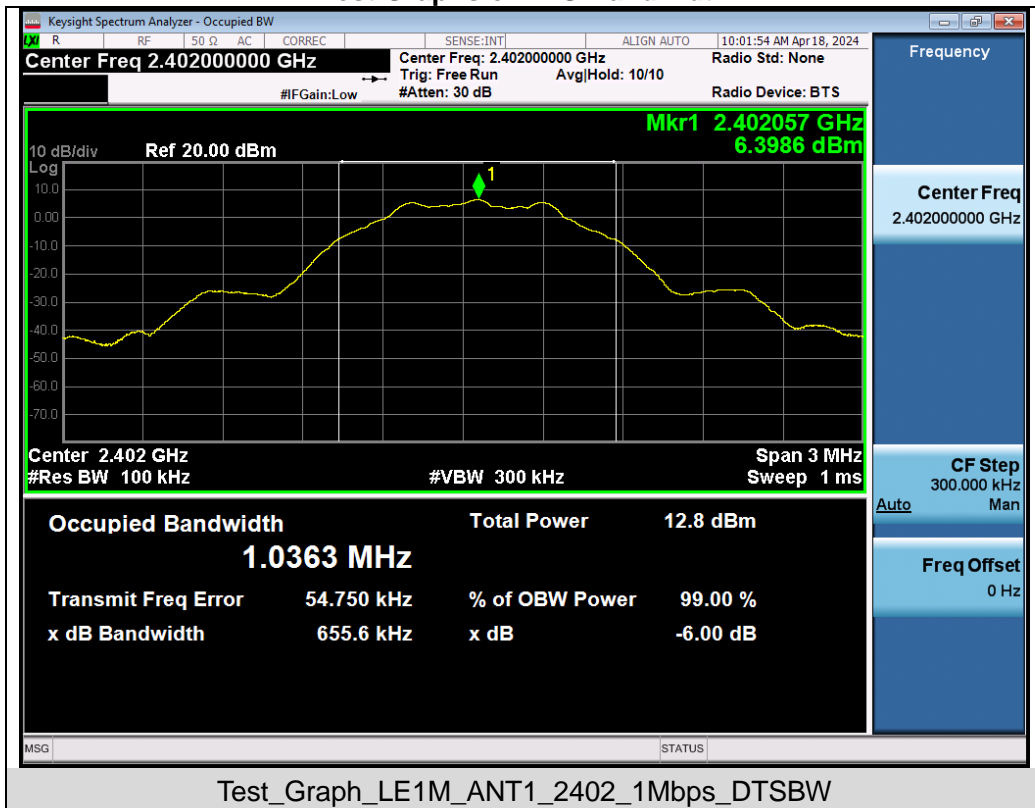 Keysight Spectrum Analyzer - Occupied BW
LXI R RF 50 Ω AC CORREC SENSE:INT ALIGN AUTO 10:01:54 AM Apr 18, 2024
Center Freq 2.402000000 GHz
Center Freq: 2.402000000 GHz Radio Std: None
Trig: Free Run Avg|Hold: 10/10
#IFGain:Low #Atten: 30 dB Radio Device: BTS
Frequency
Mkr1 2.402057 GHz
6.3986 dBm
10 dB/div Ref 20.00 dBm
Log
1
10.0
0.00
-10.0
-20.0
-30.0
-40.0
-50.0
-60.0
-70.0
Center 2.402 GHz Span 3 MHz
#Res BW 100 kHz #VBW 300 kHz Sweep 1 ms
Center Freq
2.402000000 GHz
CF Step
300.000 kHz
Auto Man
Freq Offset
0 Hz
Occupied Bandwidth Total Power 12.8 dBm
1.0363 MHz
Transmit Freq Error 54.750 kHz % of OBW Power 99.00 %
x dB Bandwidth 655.6 kHz x dB -6.00 dB
MSG STATUS
Test_Graph_LE1M_ANT1_2402_1Mbps_DTSBW